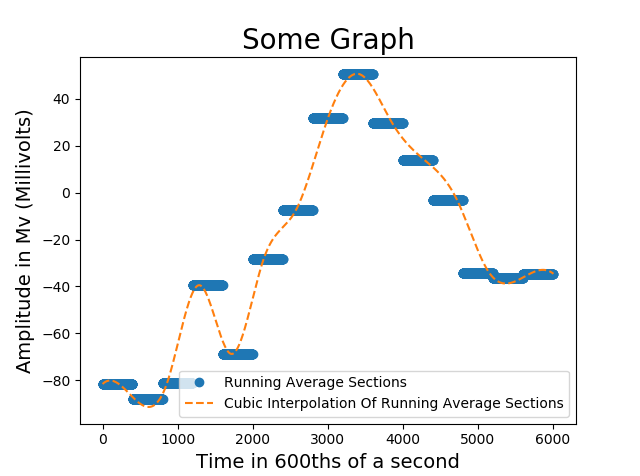 Some Graph
Amplitude in Mv (Millivolts)
40
20
0
−20
−40
−60
−80
Running Average Sections
Cubic Interpolation Of Running Average Sections
0 1000 2000 3000 4000 5000 6000
Time in 600ths of a second